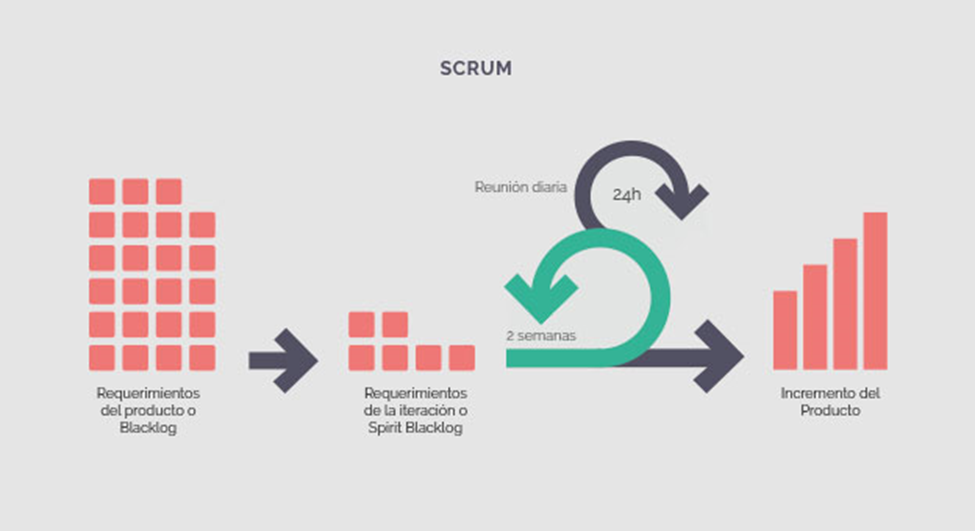 SCRUM
Reunión diaria
24h
2 semanas
Requerimientos
del producto o
Blacklog
Requerimientos
de la iteración o
Spirit Blacklog
Incremento del
Producto